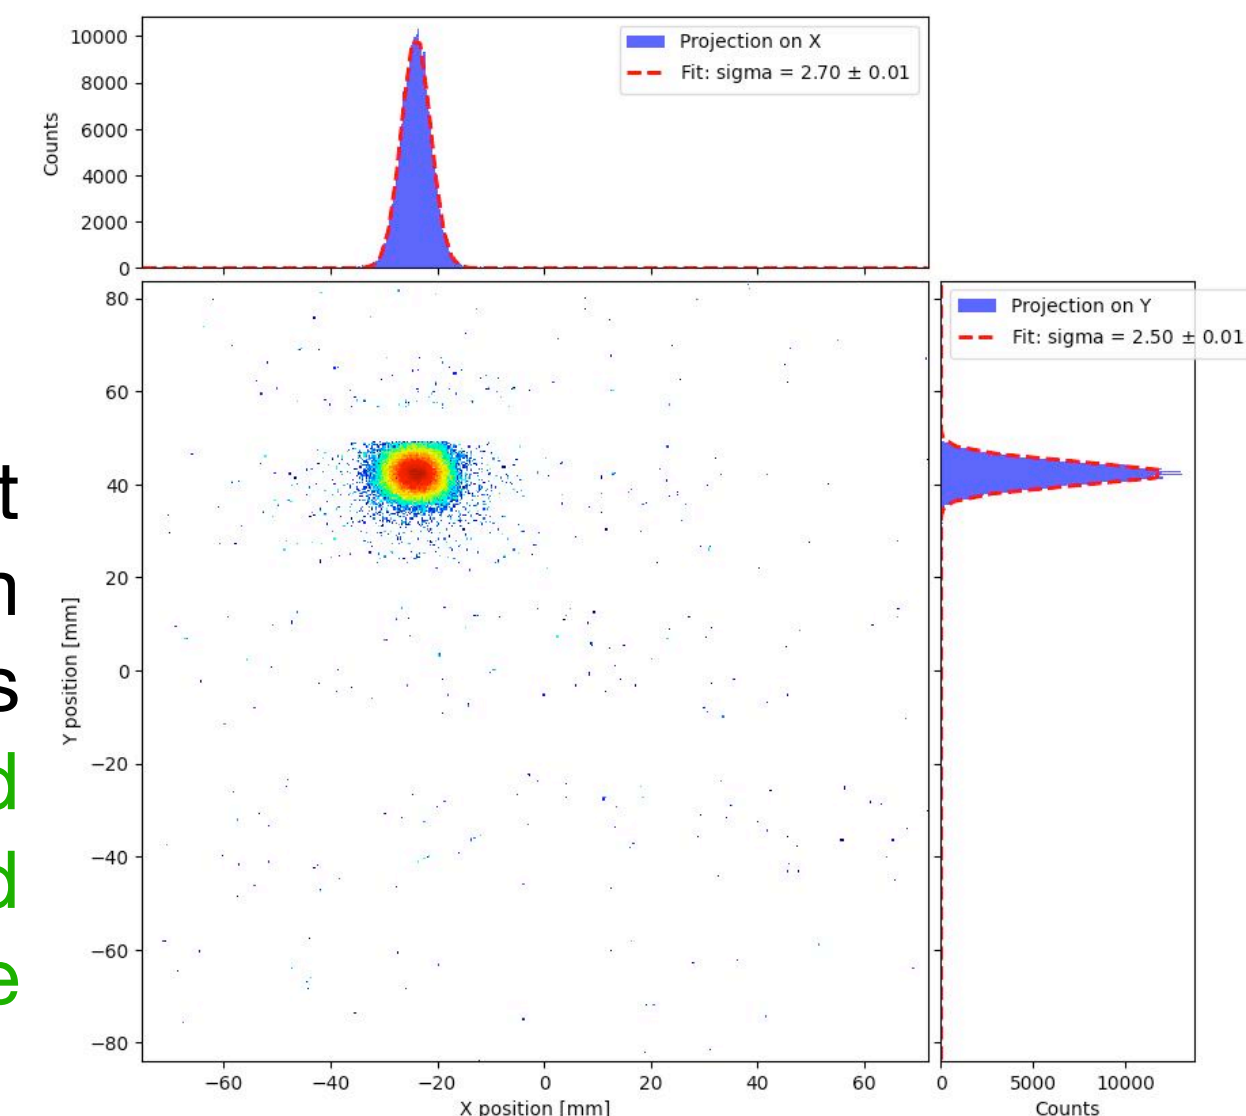 10000
8000
6000
4000
2000
0
Counts
Projection on X
Fit: sigma = 2.70 ± 0.01
Projection on Y
Fit: sigma = 2.50 ± 0.01
80
60
40
20
0
−20
−40
−60
−80
Y position [mm]
−60 −40 −20 0 20 40 60
X position [mm]
0 5000 10000
Counts
t
n
s
d
d
e